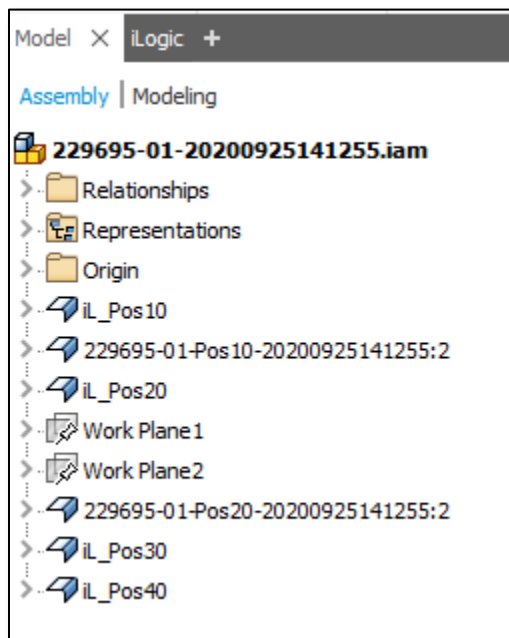 Model iLogic
Assembly | Modeling
229695-01-20200925141255.iam
Relationships
Representations
Origin
iL_Pos10
229695-01-Pos10-20200925141255:2
iL_Pos20
Work Plane1
Work Plane2
229695-01-Pos20-20200925141255:2
iL_Pos30
iL_Pos40